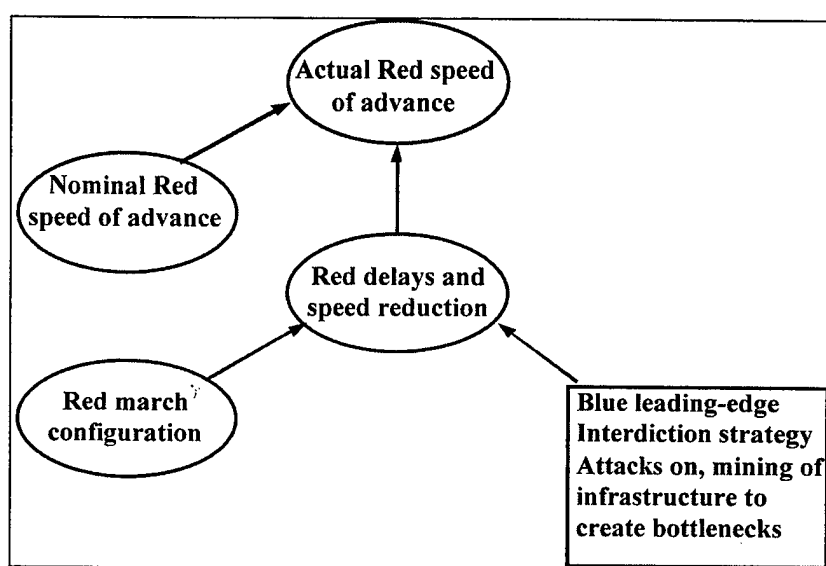 Actual Red speed
of advance
Nominal Red
speed of advance
Red delays and
speed reduction
Red march
configuration
Blue leading-edge
Interdiction strategy
Attacks on, mining of
infrastructure to
create bottlenecks